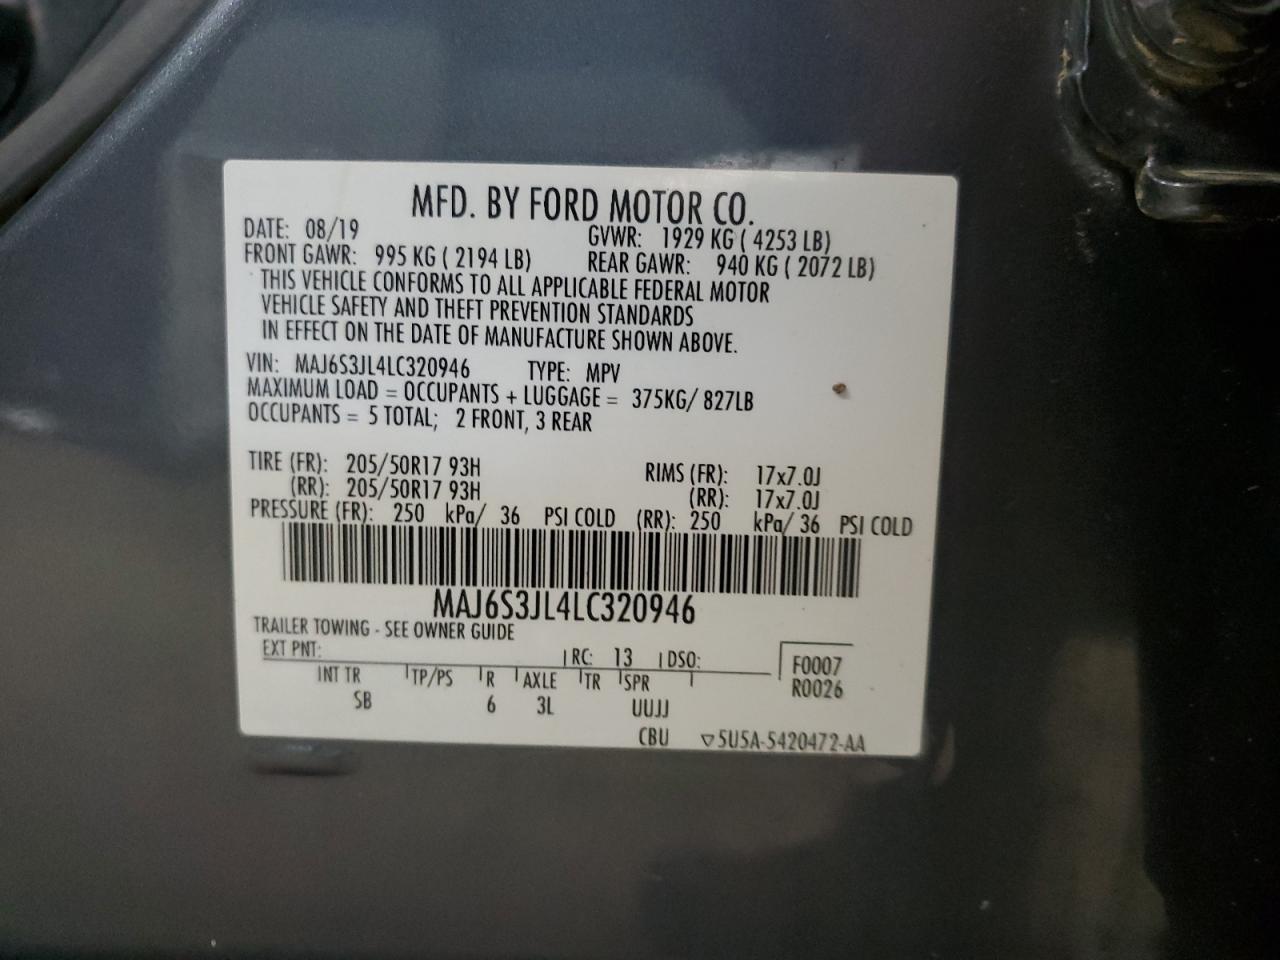 MFD. BY FORD MOTOR CO.
DATE: 08/19 GVWR: 1929 KG ( 4253 LB)
FRONT GAWR: 995 KG ( 2194 LB) REAR GAWR: 940 KG ( 2072 LB)
THIS VEHICLE CONFORMS TO ALL APPLICABLE FEDERAL MOTOR
VEHICLE SAFETY AND THEFT PREVENTION STANDARDS
IN EFFECT ON THE DATE OF MANUFACTURE SHOWN ABOVE.
VIN: MAJ6S3JL4LC320946 TYPE: MPV
MAXIMUM LOAD = OCCUPANTS + LUGGAGE = 375KG/ 827LB
OCCUPANTS = 5 TOTAL; 2 FRONT, 3 REAR
TIRE (FR): 205/50R17 93H RIMS (FR): 17x7.0J
(RR): 205/50R17 93H (RR): 17x7.0J
PRESSURE (FR): 250 kPa/ 36 PSI COLD (RR): 250 kPa/ 36 PSI COLD
MAJ6S3JL4LC320946
TRAILER TOWING - SEE OWNER GUIDE
EXT PNT: RC: 13 DSO: F0007
INT TR TP/PS R AXLE TR SPR R0026
SB 6 3L UUJJ
CBU ▽5U5A-5420472-AA